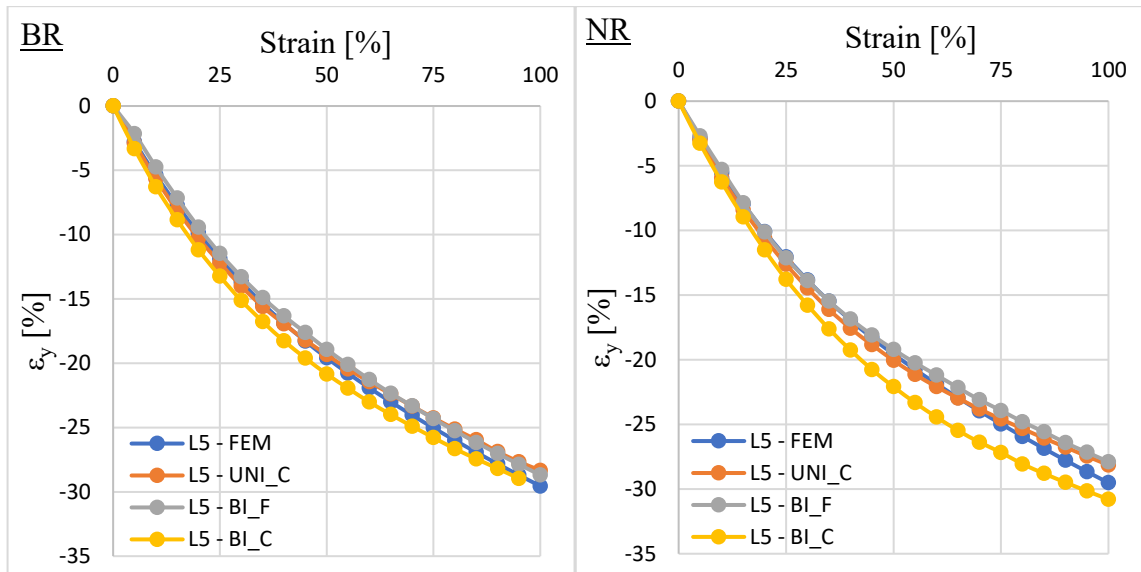 BR
Strain [%]
0 25 50 75 100
0
-5
-10
-15
-20
-25
-30
-35
εy [%]
L5 - FEM
L5 - UNI_C
L5 - BI_F
L5 - BI_C
NR
Strain [%]
0 25 50 75 100
0
-5
-10
-15
-20
-25
-30
-35
εy [%]
L5 - FEM
L5 - UNI_C
L5 - BI_F
L5 - BI_C